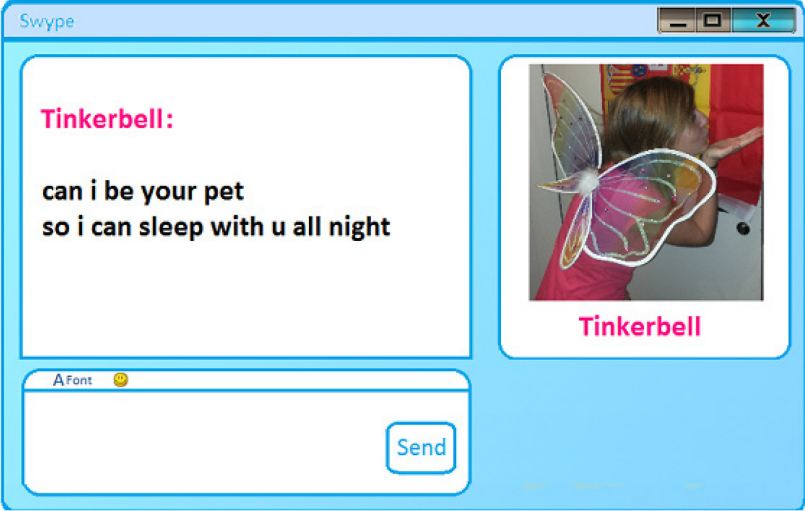 Swype
X
Tinkerbell:
can i be your pet
so i can sleep with u all night
Tinkerbell
A Font
Send